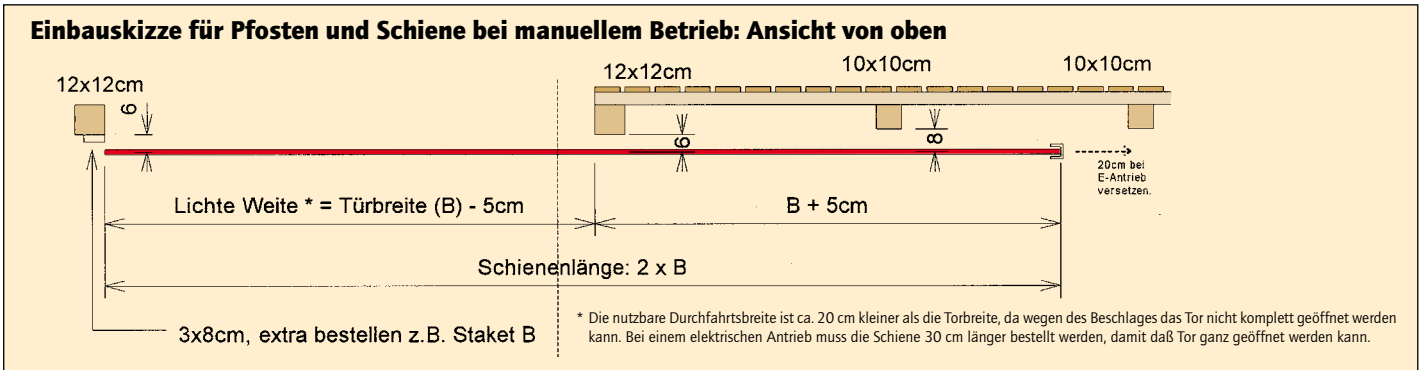 Einbauskizze für Pfosten und Schiene bei manuellem Betrieb: Ansicht von oben
12x12cm
12x12cm
10x10cm
10x10cm
6
6
8
20cm bei
E-Antrieb
versetzen.
Lichte Weite * = Türbreite (B) - 5cm
B + 5cm
Schienenlänge: 2 x B
3x8cm, extra bestellen z.B. Staket B
* Die nutzbare Durchfahrtsbreite ist ca. 20 cm kleiner als die Torbreite, da wegen des Beschlages das Tor nicht komplett geöffnet werden
kann. Bei einem elektrischen Antrieb muss die Schiene 30 cm länger bestellt werden, damit daß Tor ganz geöffnet werden kann.